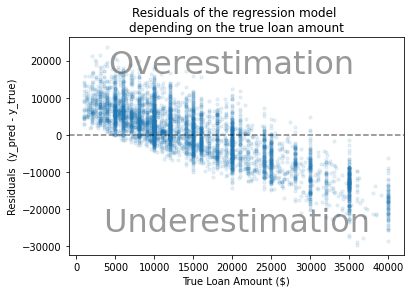 Residuals of the regression model
depending on the true loan amount
Overestimation
Underestimation
Residuals (y_pred - y_true)
20000
10000
0
−10000
−20000
−30000
0 5000 10000 15000 20000 25000 30000 35000 40000
True Loan Amount ($)